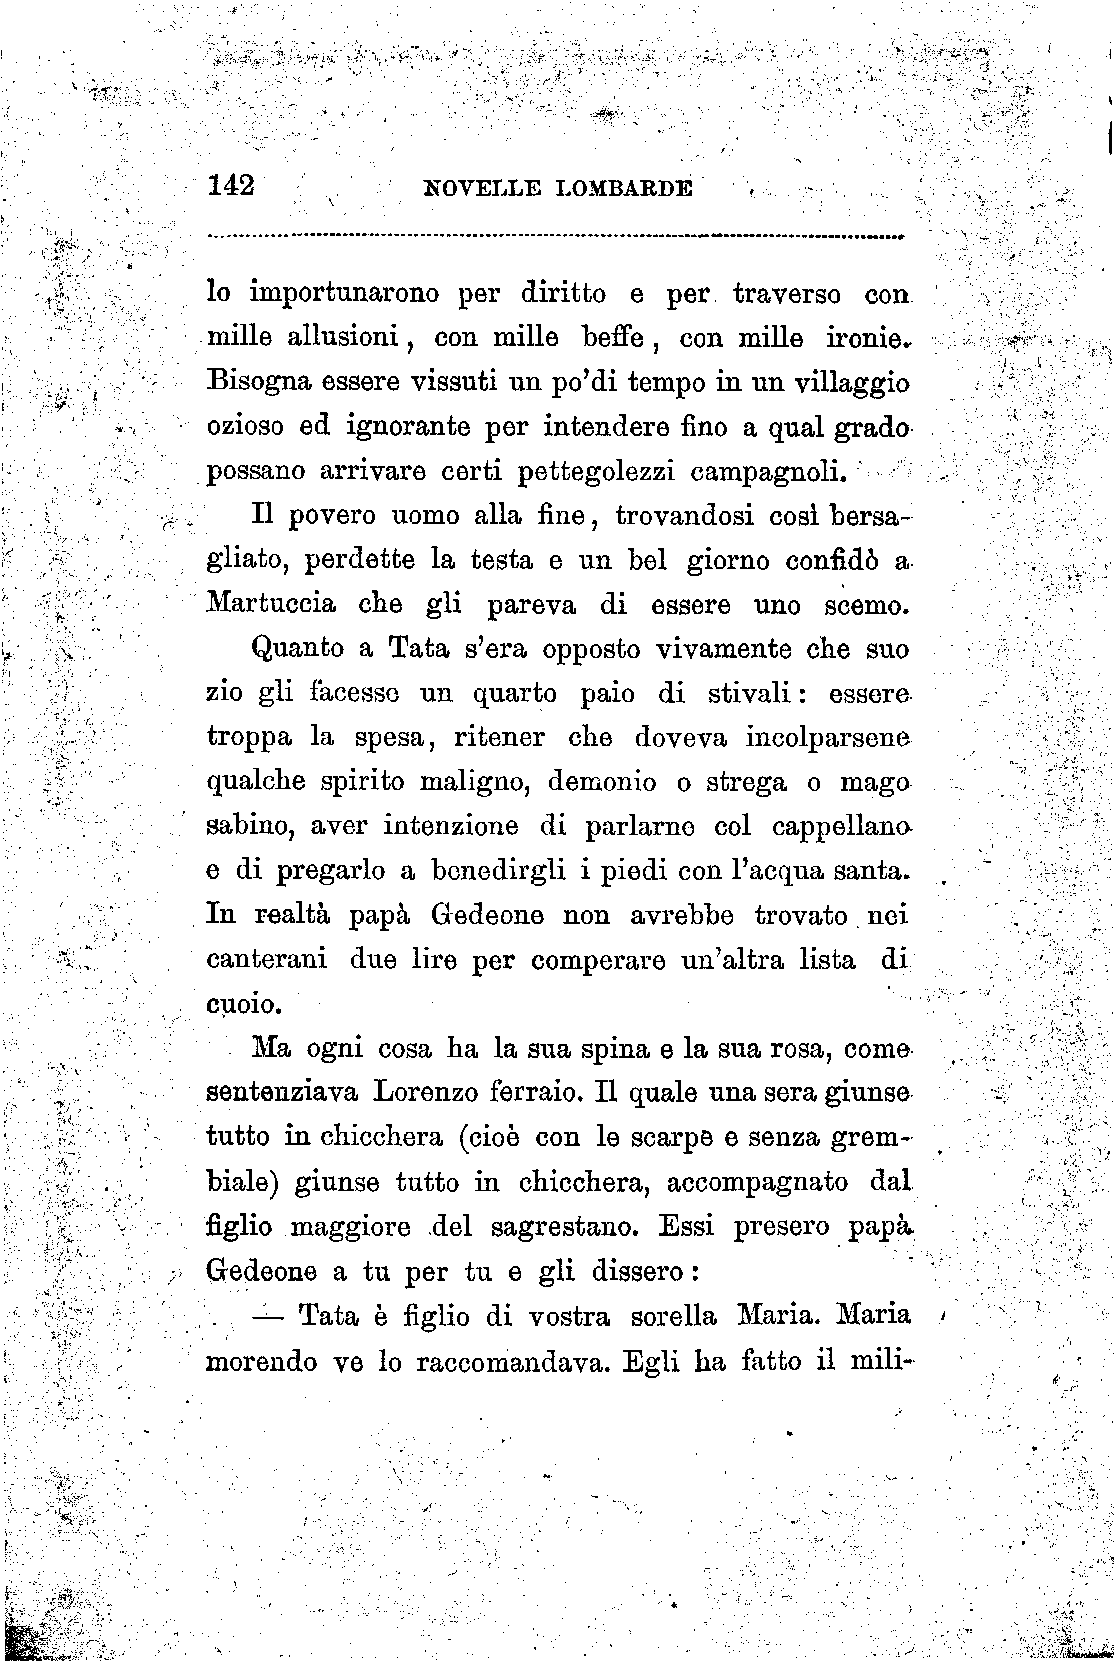 142 NOVELLE LOMBARDE
lo importunarono per diritto e per traverso con
mille allusioni, con mille beffe, con mille ironie.
Bisogna essere vissuti un po'di tempo in un villaggio
ozioso ed ignorante per intendere fino a qual grado
possano arrivare certi pettegolezzi campagnoli.
Il povero uomo alla fine, trovandosi così bersa-
gliato, perdette la testa e un bel giorno confidò a
Martuccia che gli pareva di essere uno scemo.
Quanto a Tata s'era opposto vivamente che suo
zio gli facesse un quarto paio di stivali: essere
troppa la spesa, ritener che doveva incolparsene
qualche spirito maligno, demonio o strega o mago
sabino, aver intenzione di parlarne col cappellano
e di pregarlo a benedirgli i piedi con l'acqua santa.
In realtà papà Gedeone non avrebbe trovato nei
canterani due lire per comperare un'altra lista di
cuoio.
Ma ogni cosa ha la sua spina e la sua rosa, come
sentenziava Lorenzo ferraio. Il quale una sera giunse
tutto in chicchera (cioè con le scarpe e senza grem-
biale) giunse tutto in chicchera, accompagnato dal
figlio maggiore del sagrestano. Essi presero papà
Gedeone a tu per tu e gli dissero:
— Tata è figlio di vostra sorella Maria. Maria
morendo ve lo raccomandava. Egli ha fatto il mili-